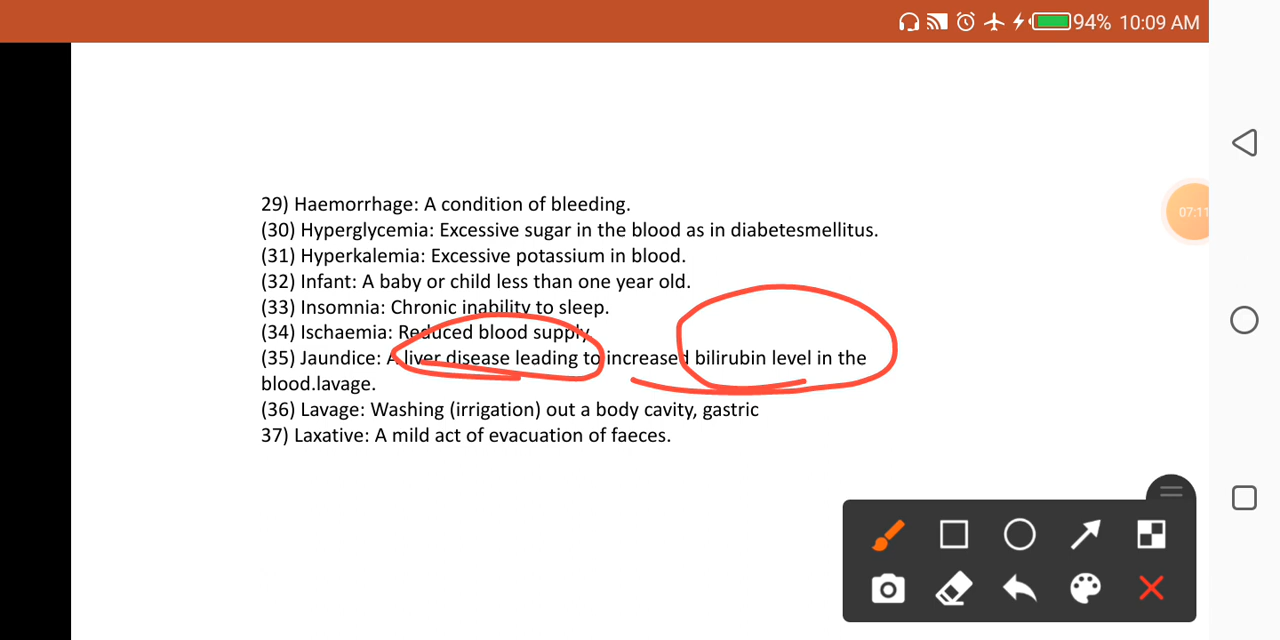 94% 10:09 AM
29) Haemorrhage: A condition of bleeding.
(30) Hyperglycemia: Excessive sugar in the blood as in diabetesmellitus.
(31) Hyperkalemia: Excessive potassium in blood.
07:11
(32) Infant: A baby or child less than one year old.
(33) Insomnia: Chronic inability to sleep.
(34) Ischaemia: Reduced blood supply
(35) Jaundice: A liver disease leading to increased bilirubin level in the
blood.lavage.
(36) Lavage: Washing (irrigation) out a body cavity, gastric
37) Laxative: A mild act of evacuation of faeces.